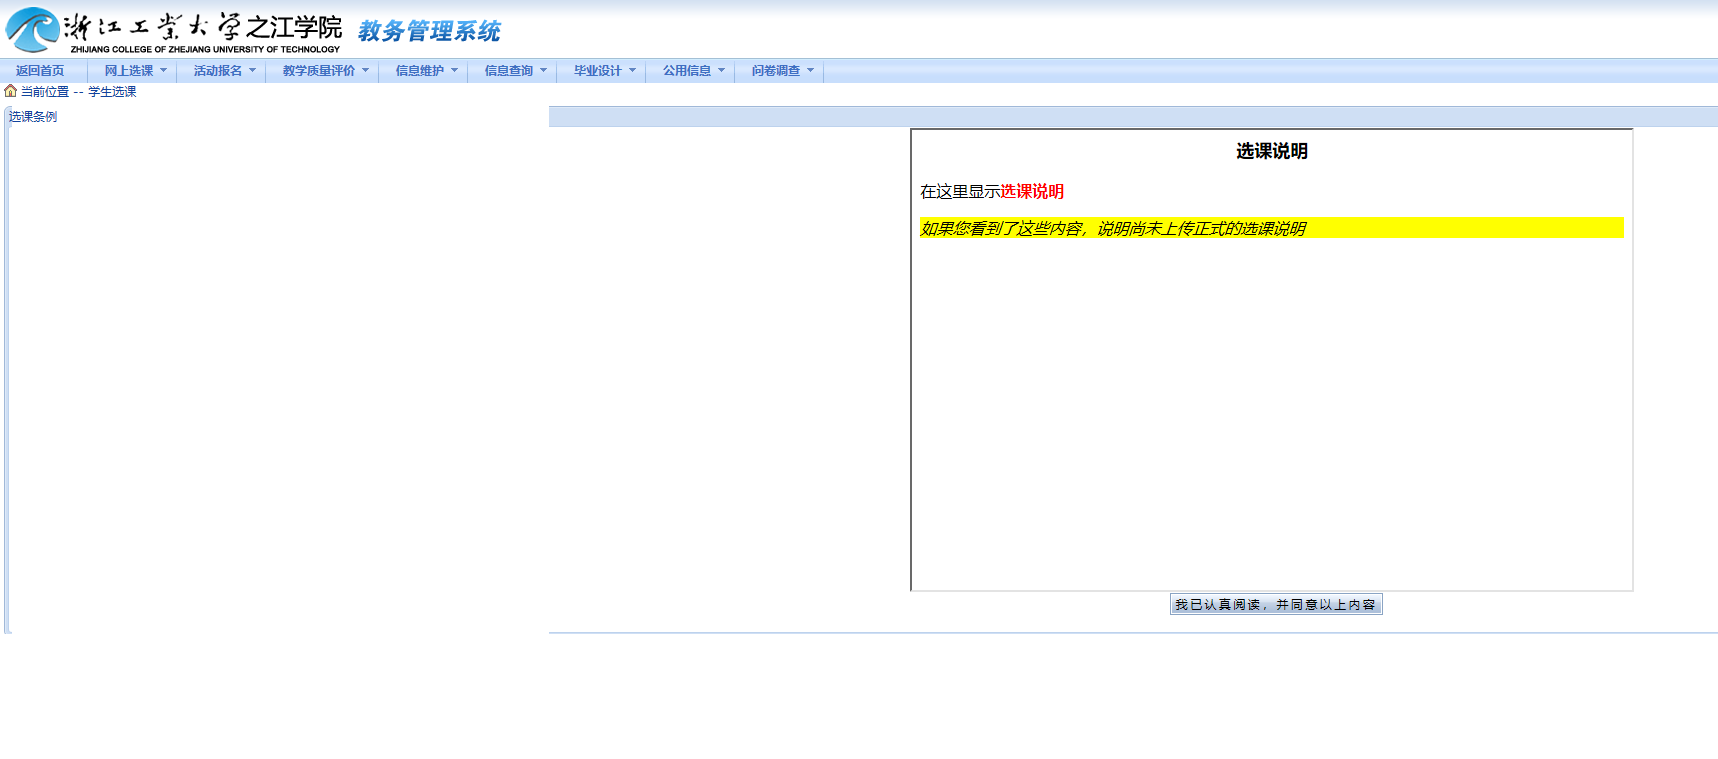 浙江工业大学之江学院 教务管理系统
ZHIJIANG COLLEGE OF ZHEJIANG UNIVERSITY OF TECHNOLOGY
返回首页 网上选课 活动报名 教学质量评价 信息维护 信息查询 毕业设计 公用信息 问卷调查
当前位置 -- 学生选课
选课条例
选课说明
在这里显示选课说明
如果您看到了这些内容，说明尚未上传正式的选课说明
我已认真阅读，并同意以上内容